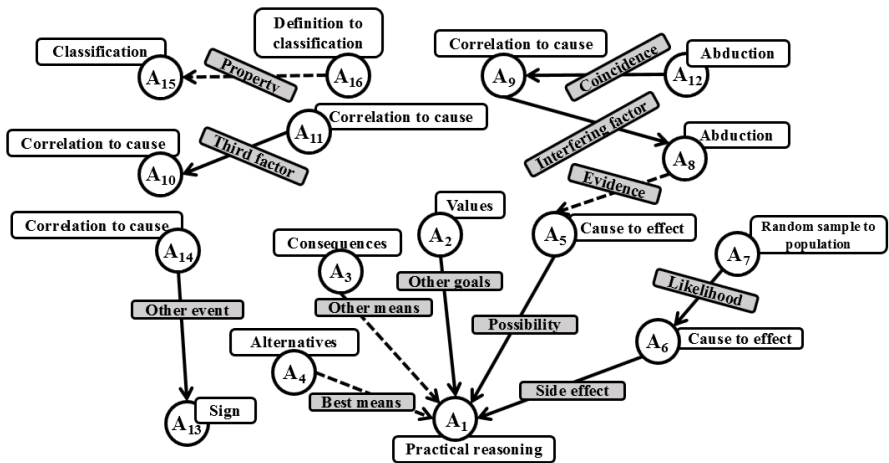 Definition to
classification
Classification
A15
Property
A16
Correlation to cause
A9
Coincidence
A12
Abduction
Correlation to cause
A11
Third factor
Correlation to cause
A10
Interfering factor
Abduction
A8
Evidence
Correlation to cause
A14
Other event
Sign
A13
Consequences
A3
Other means
Values
A2
Other goals
A5
Cause to effect
Possibility
Random sample to
population
A7
Likelihood
A6
Cause to effect
Side effect
Alternatives
A4
Best means
A1
Practical reasoning